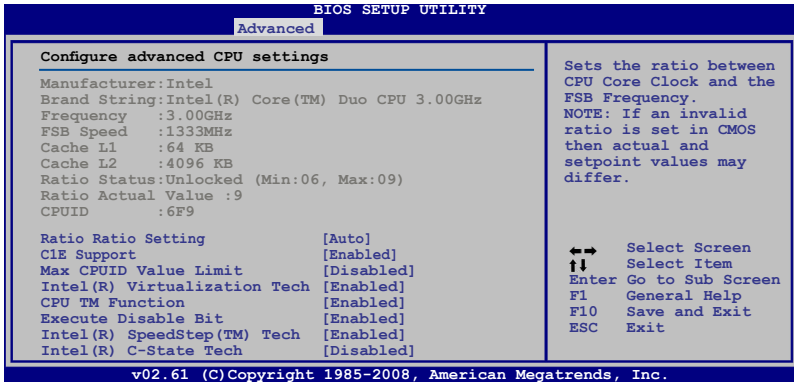 BIOS SETUP UTILITY
Advanced
Configure advanced CPU settings
Manufacturer:Intel
Brand String:Intel(R) Core(TM) Duo CPU 3.00GHz
Frequency :3.00GHz
FSB Speed :1333MHz
Cache L1 :64 KB
Cache L2 :4096 KB
Ratio Status:Unlocked (Min:06, Max:09)
Ratio Actual Value :9
CPUID :6F9
Ratio Ratio Setting [Auto]
C1E Support [Enabled]
Max CPUID Value Limit [Disabled]
Intel(R) Virtualization Tech [Enabled]
CPU TM Function [Enabled]
Execute Disable Bit [Enabled]
Intel(R) SpeedStep(TM) Tech [Enabled]
Intel(R) C-State Tech [Disabled]
Sets the ratio between
CPU Core Clock and the
FSB Frequency.
NOTE: If an invalid
ratio is set in CMOS
then actual and
setpoint values may
differ.
←→ Select Screen
↑↓ Select Item
Enter Go to Sub Screen
F1 General Help
F10 Save and Exit
ESC Exit
v02.61 (C)Copyright 1985-2008, American Megatrends, Inc.